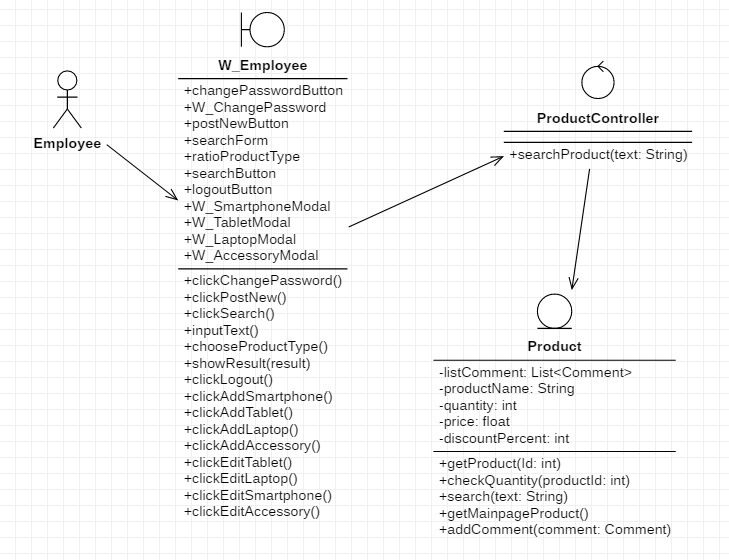 Employee
W_Employee
+changePasswordButton
+W_ChangePassword
+postNewButton
+searchForm
+ratioProductType
+searchButton
+logoutButton
+W_SmartphoneModal
+W_TabletModal
+W_LaptopModal
+W_AccessoryModal
+clickChangePassword()
+clickPostNew()
+clickSearch()
+inputText()
+chooseProductType()
+showResult(result)
+clickLogout()
+clickAddSmartphone()
+clickAddTablet()
+clickAddLaptop()
+clickAddAccessory()
+clickEditTablet()
+clickEditLaptop()
+clickEditSmartphone()
+clickEditAccessory()
ProductController
+searchProduct(text: String)
Product
-listComment: List<Comment>
-productName: String
-quantity: int
-price: float
-discountPercent: int
+getProduct(Id: int)
+checkQuantity(productId: int)
+search(text: String)
+getMainpageProduct()
+addComment(comment: Comment)